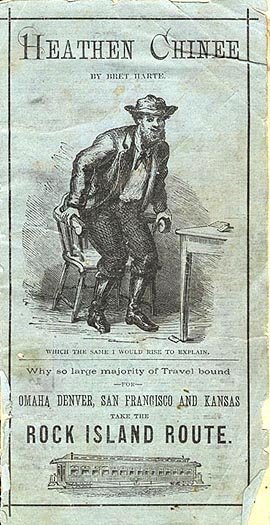 HEATHEN CHINEE
BY BRET HARTE.
WHICH THE SAME I WOULD RISE TO EXPLAIN.
Why so large majority of Travel bound
—FOR—
OMAHA, DENVER, SAN FRANCISCO AND KANSAS
TAKE THE
ROCK ISLAND ROUTE.